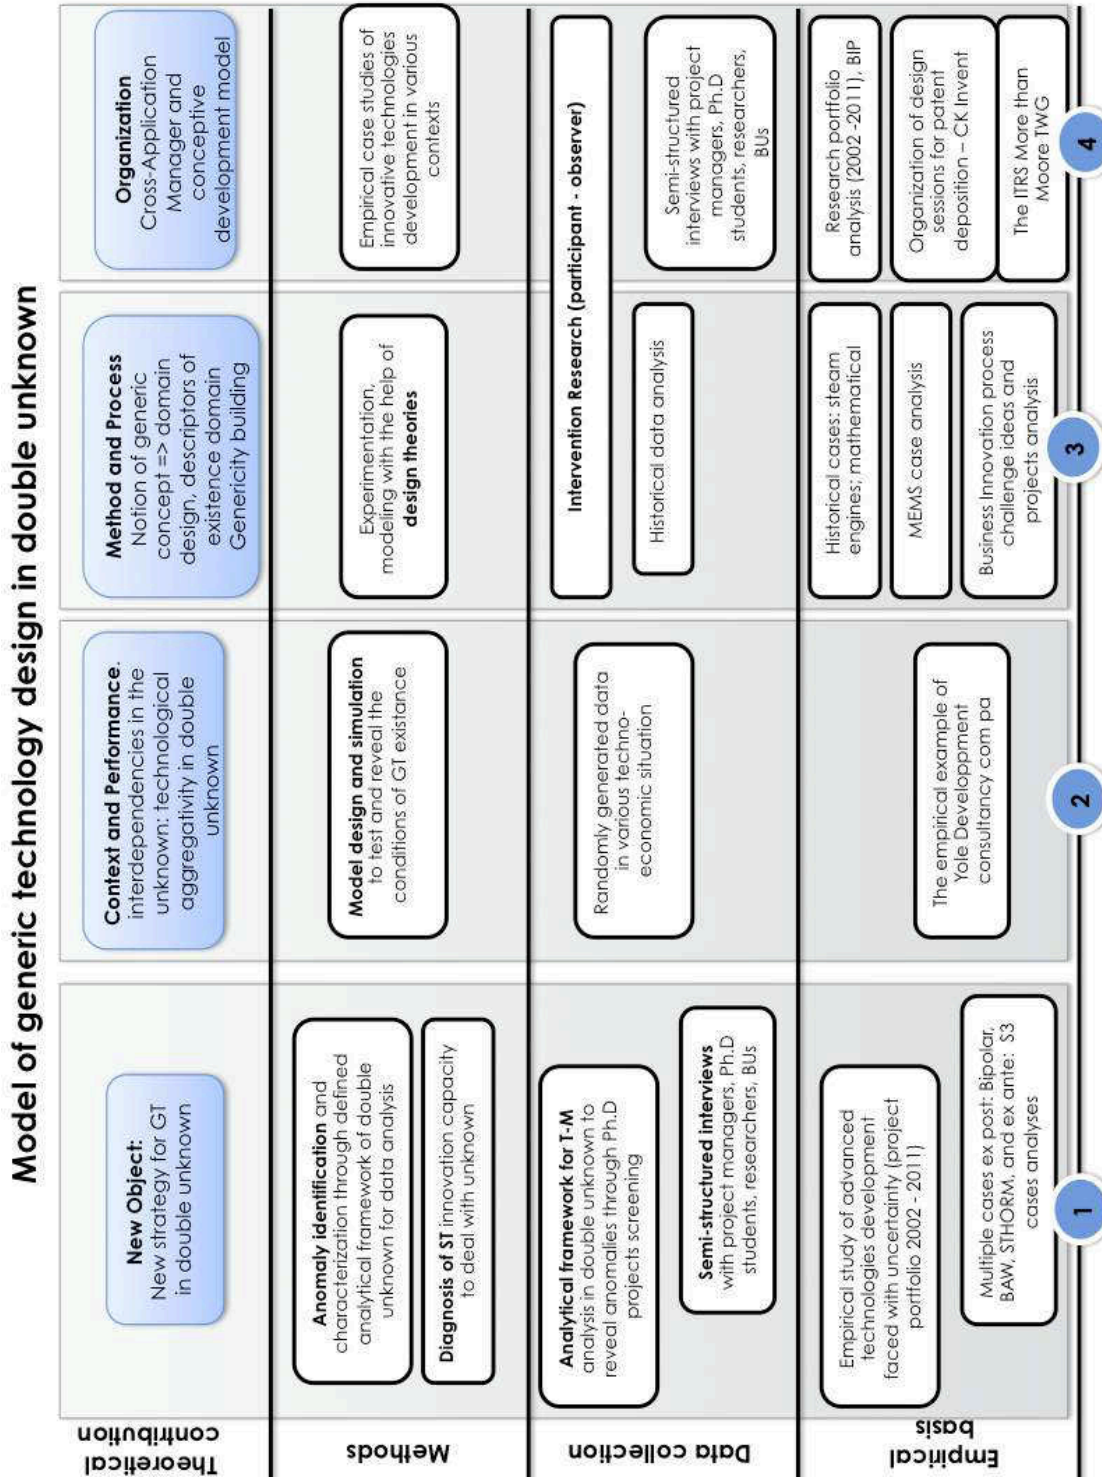 Model of generic technology design in double unknown
Theoretical
contribution
New Object:
New strategy for GT
in double unknown
Context and Performance.
interdependencies in the
unknown: technological
aggregativity in double
unknown
Method and Process
Notion of generic
concept => domain
design, descriptors of
existence domain
Genericity building
Organization
Cross-Application
Manager and
conceptive
development model
Methods
Anomaly identification and
characterization through defined
analytical framework of double
unknown for data analysis
Diagnosis of ST innovation capacity
to deal with unknown
Model design and simulation
to test and reveal the
conditions of GT existance
Experimentation,
modeling with the help of
design theories
Empirical case studies of
innovative technologies
development in various
contexts
Data collection
Analytical framework for T-M
analysis in double unknown to
reveal anomalies through Ph.D
projects screening
Semi-structured interviews
with project managers, Ph.D
students, researchers, BUs
Randomly generated data
in various techno-
economic situation
Intervention Research (participant - observer)
Historical data analysis
Semi-structured
interviews with project
managers, Ph.D
students, researchers,
BUs
Empirical
basis
Empirical study of advanced
technologies development
faced with uncertainty (project
portfolio 2002 - 2011)
Multiple cases ex post: Bipolar,
BAW, STHORM, and ex ante: S3
cases analyses
The empirical example of
Yole Developpment
consultancy com pa
Historical cases: steam
engines; mathematical
MEMS case analysis
Business Innovation process
challenge ideas and
projects analysis
Research portfolio
analysis (2002 -2011), BIP
Organization of design
sessions for patent
deposition – CK Invent
The ITRS More than
Moore TWG
1
2
3
4